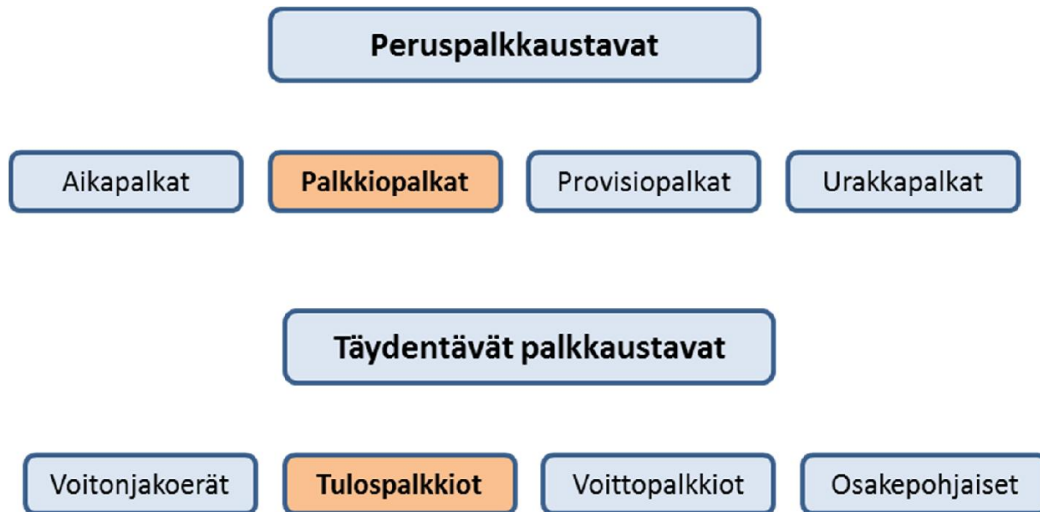 Peruspalkkaustavat
Aikapalkat
Palkkiopalkat
Provisiopalkat
Urakkapalkat
Täydentävät palkkaustavat
Voitonjakoerät
Tulospalkkiot
Voittopalkkiot
Osakepohjaiset